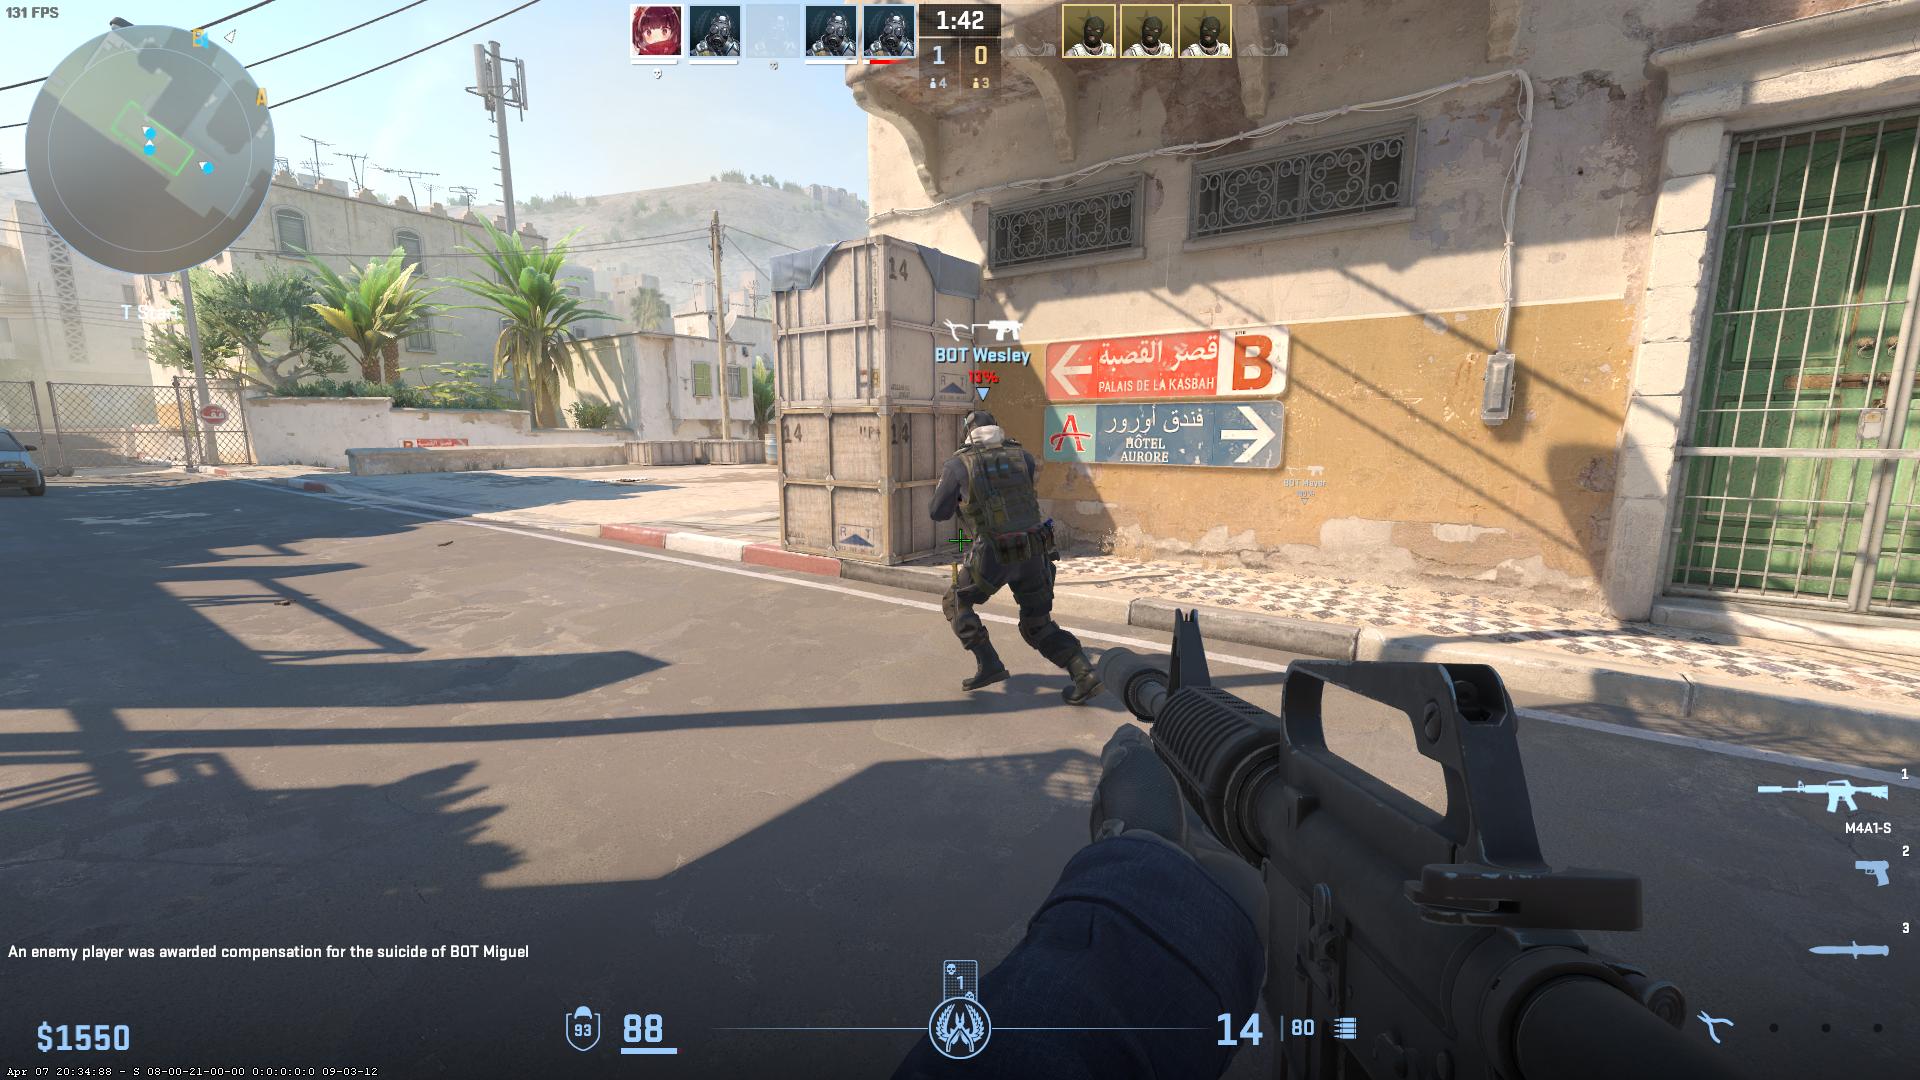 131 FPS
B
A
1:42
1 0
4 3
T Start
14
BOT Wesley
13%
قصر القصبة
PALAIS DE LA KASBAH
B
فندق أورور
A
HÔTEL
AURORE
BOT Mayer
100%
14 14
R T
1
M4A1-S
2
3
An enemy player was awarded compensation for the suicide of BOT Miguel
1
$1550
93 88
14 80
Apr 07 20:34:88 - S 08-00-21-00-00 0:0:0:0:0 09-03-12